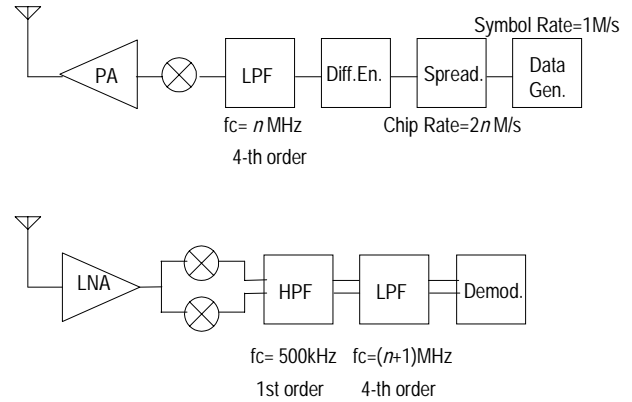 Symbol Rate=1M/s
PA
LPF
Diff.En.
Spread.
Data
Gen.
fc= n MHz
Chip Rate=2n M/s
4-th order
LNA
HPF
LPF
Demod.
fc= 500kHz
fc=(n+1)MHz
1st order
4-th order